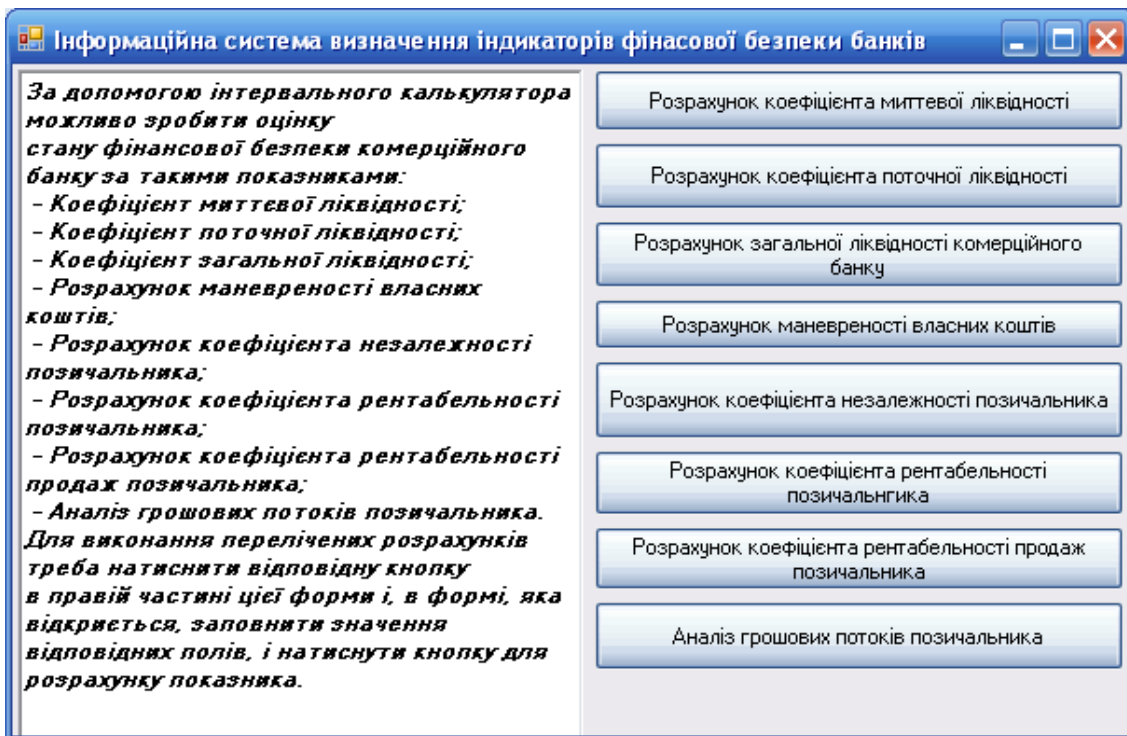 Інформаційна система визначення індикаторів фінасової безпеки банків
За допомогою інтервального калькулятора
можливо зробити оцінку
стану фінансової безпеки комерційного
банку за такими показниками:
- Коефіцієнт миттєвої ліквідності;
- Коефіцієнт поточної ліквідності;
- Коефіцієнт загальної ліквідності;
- Розрахунок маневреності власних
коштів;
- Розрахунок коефіцієнта незалежності
позичальника;
- Розрахунок коефіцієнта рентабельності
позичальника;
- Розрахунок коефіцієнта рентабельності
продаж позичальника;
- Аналіз грошових потоків позичальника.
Для виконання перелічених розрахунків
треба натиснити відповідну кнопку
в правій частині цієї форми і, в формі, яка
відкриється, заповнити значення
відповідних полів, і натиснути кнопку для
розрахунку показника.
Розрахунок коефіцієнта миттевої ліквідності
Розрахунок коефіцієнта поточної ліквідності
Розрахунок загальної ліквідності комерційного
банку
Розрахунок маневреності власних коштів
Розрахунок коефіцієнта незалежності позичальника
Розрахунок коефіцієнта рентабельності
позичальнгика
Розрахунок коефіцієнта рентабельності продаж
позичальника
Аналіз грошових потоків позичальника